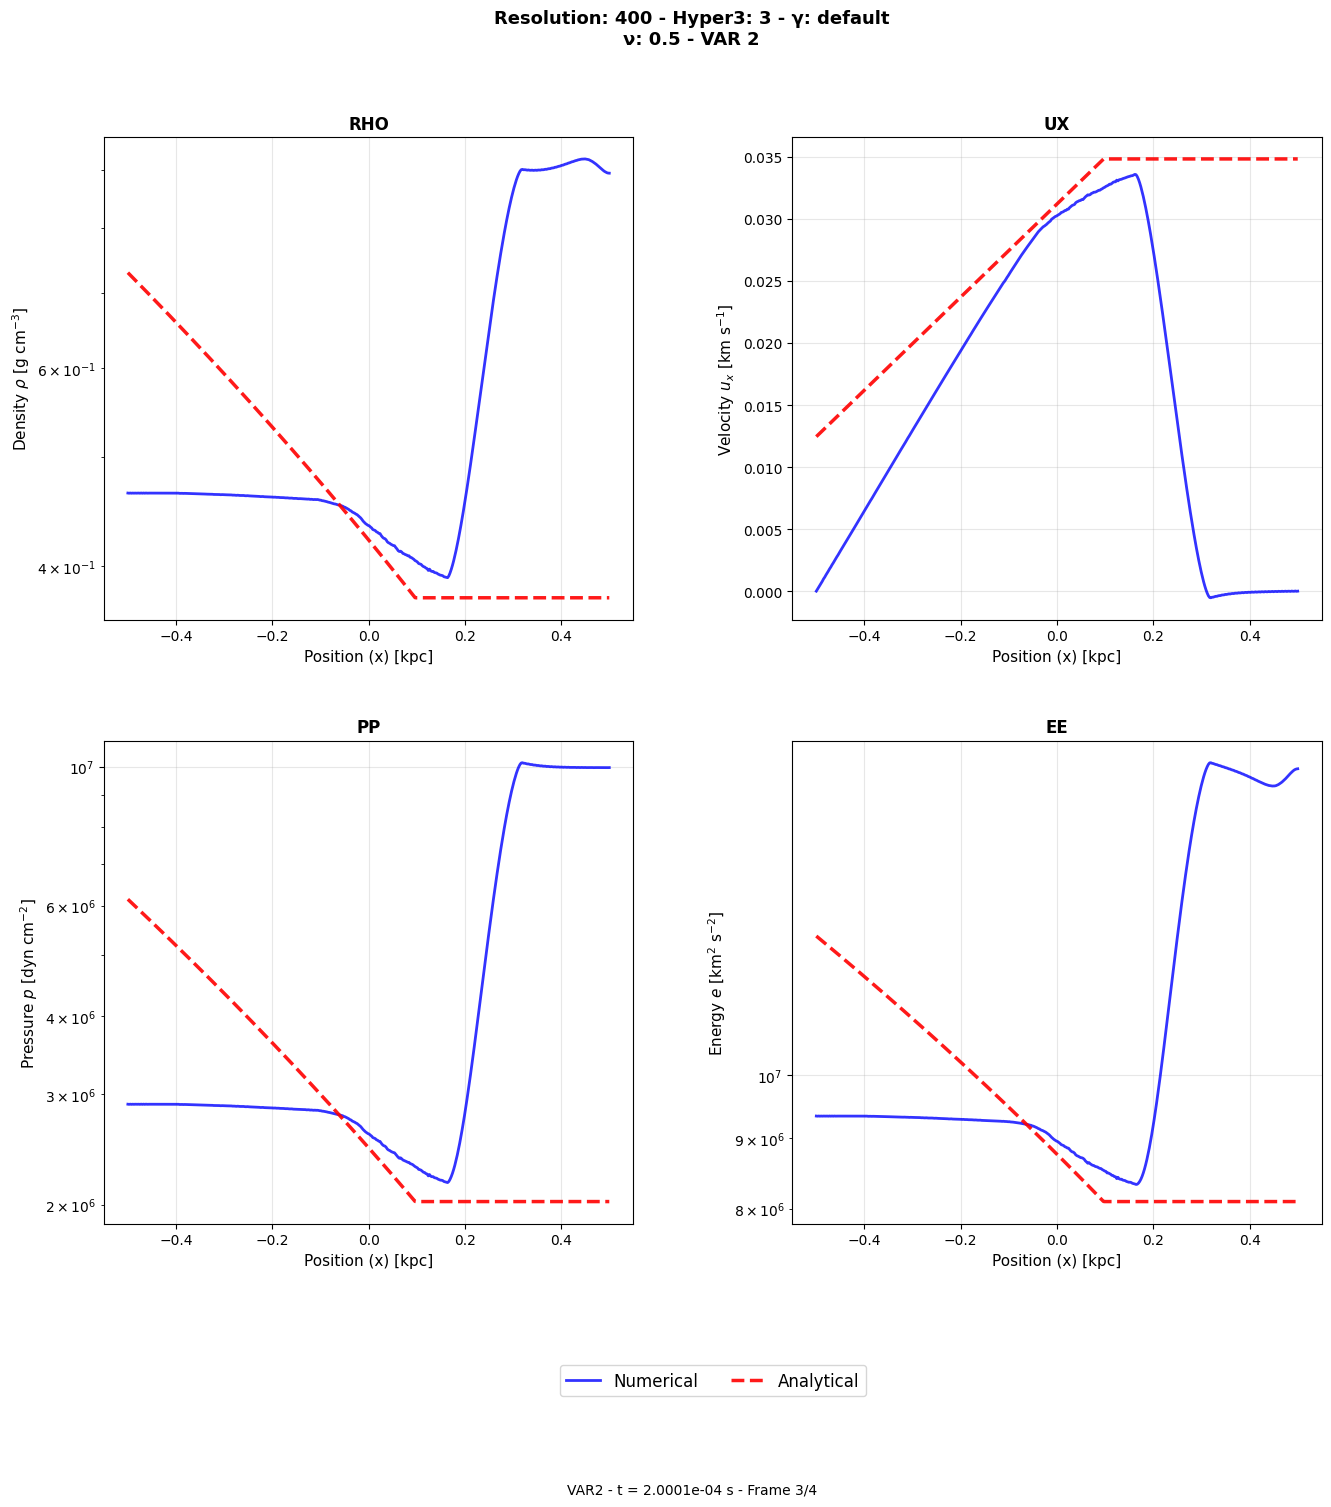 Resolution: 400 - Hyper3: 3 - γ: default
ν: 0.5 - VAR 2
RHO
Density ρ [g cm⁻³]
6 × 10⁻¹
4 × 10⁻¹
−0.4 −0.2 0.0 0.2 0.4
Position (x) [kpc]
UX
Velocity uₓ [km s⁻¹]
0.035
0.030
0.025
0.020
0.015
0.010
0.005
0.000
−0.4 −0.2 0.0 0.2 0.4
Position (x) [kpc]
PP
Pressure p [dyn cm⁻²]
10⁷
6 × 10⁶
4 × 10⁶
3 × 10⁶
2 × 10⁶
−0.4 −0.2 0.0 0.2 0.4
Position (x) [kpc]
EE
Energy e [km² s⁻²]
10⁷
9 × 10⁶
8 × 10⁶
−0.4 −0.2 0.0 0.2 0.4
Position (x) [kpc]
Numerical Analytical
VAR2 - t = 2.0001e-04 s - Frame 3/4